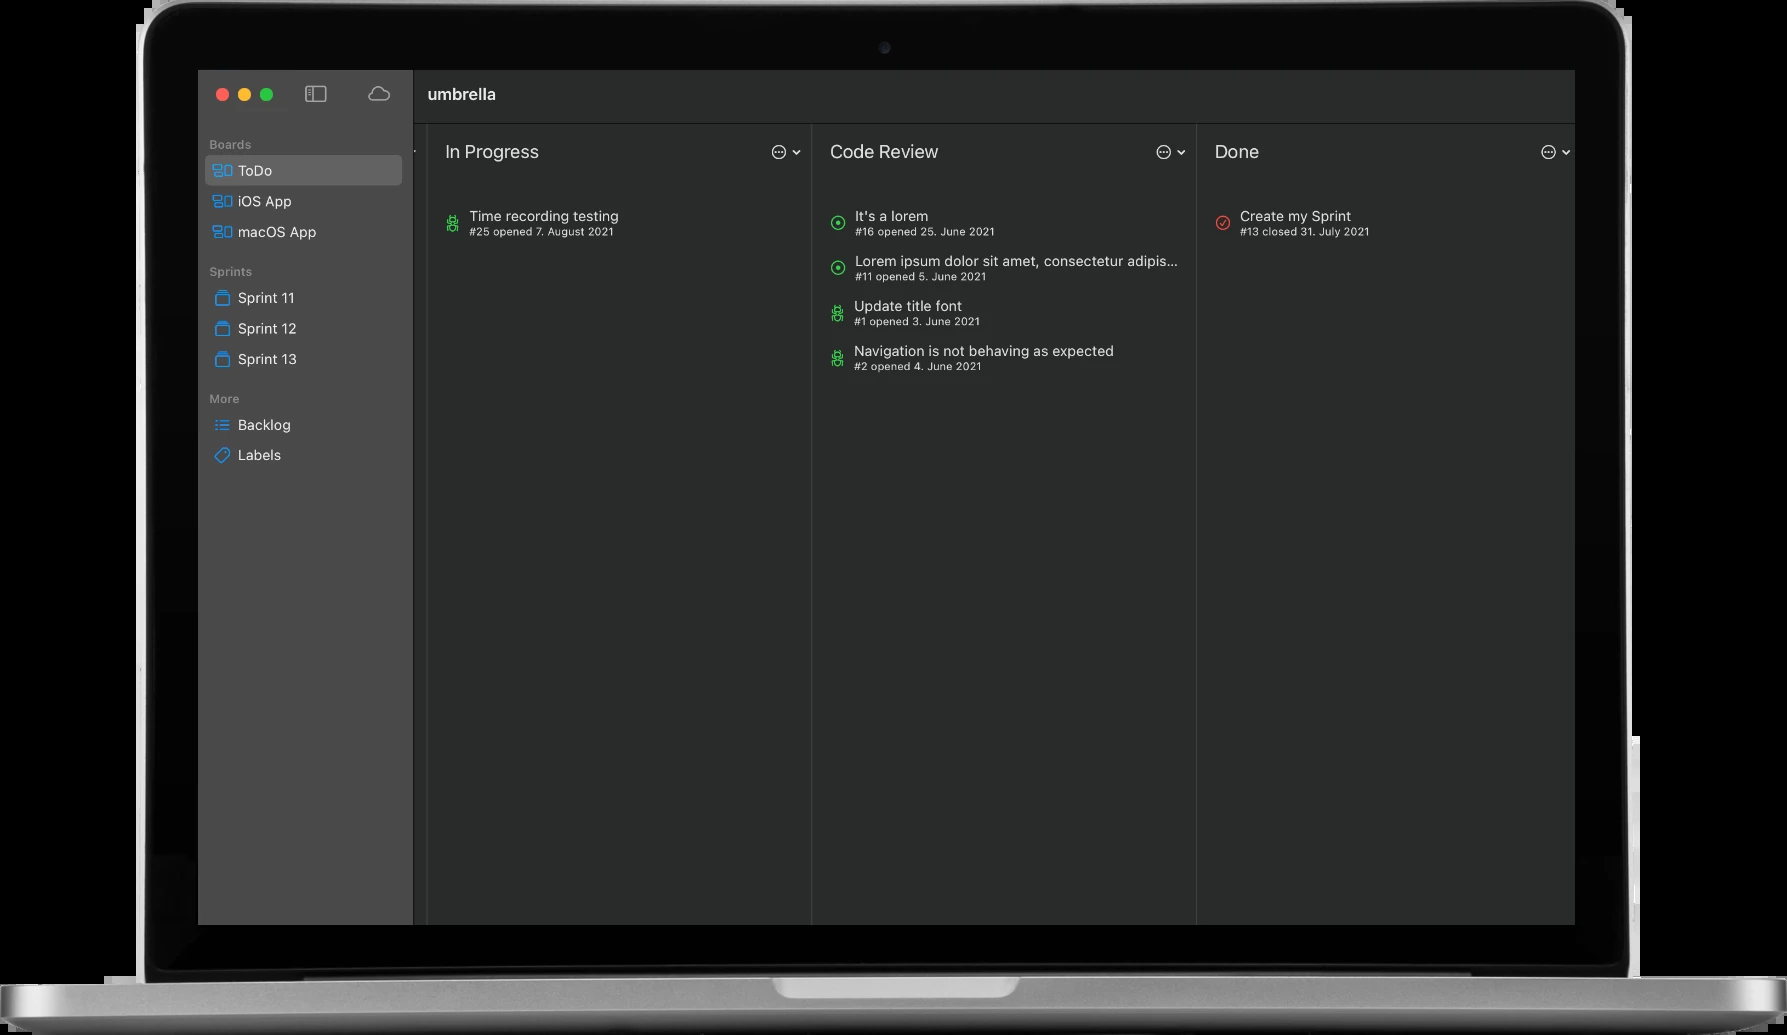 umbrella
Boards
ToDo
iOS App
macOS App
Sprints
Sprint 11
Sprint 12
Sprint 13
More
Backlog
Labels
In Progress
Time recording testing
#25 opened 7. August 2021
Code Review
It's a lorem
#16 opened 25. June 2021
Lorem ipsum dolor sit amet, consectetur adipis...
#11 opened 5. June 2021
Update title font
#1 opened 3. June 2021
Navigation is not behaving as expected
#2 opened 4. June 2021
Done
Create my Sprint
#13 closed 31. July 2021